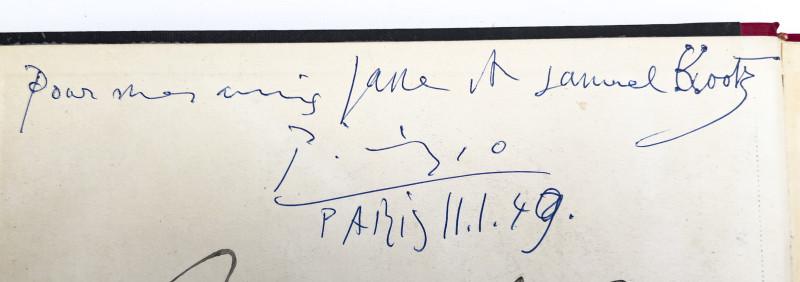 Pour mes amis Jane et Samuel Kootz
Picasso
PARIS 11.1.49.